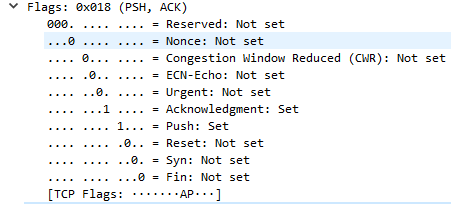 Flags: 0x018 (PSH, ACK)
000. .... .... = Reserved: Not set
...0 .... .... = Nonce: Not set
.... 0... .... = Congestion Window Reduced (CWR): Not set
.... .0.. .... = ECN-Echo: Not set
.... ..0. .... = Urgent: Not set
.... ...1 .... = Acknowledgment: Set
.... .... 1... = Push: Set
.... .... .0.. = Reset: Not set
.... .... ..0. = Syn: Not set
.... .... ...0 = Fin: Not set
[TCP Flags: ·······AP···]